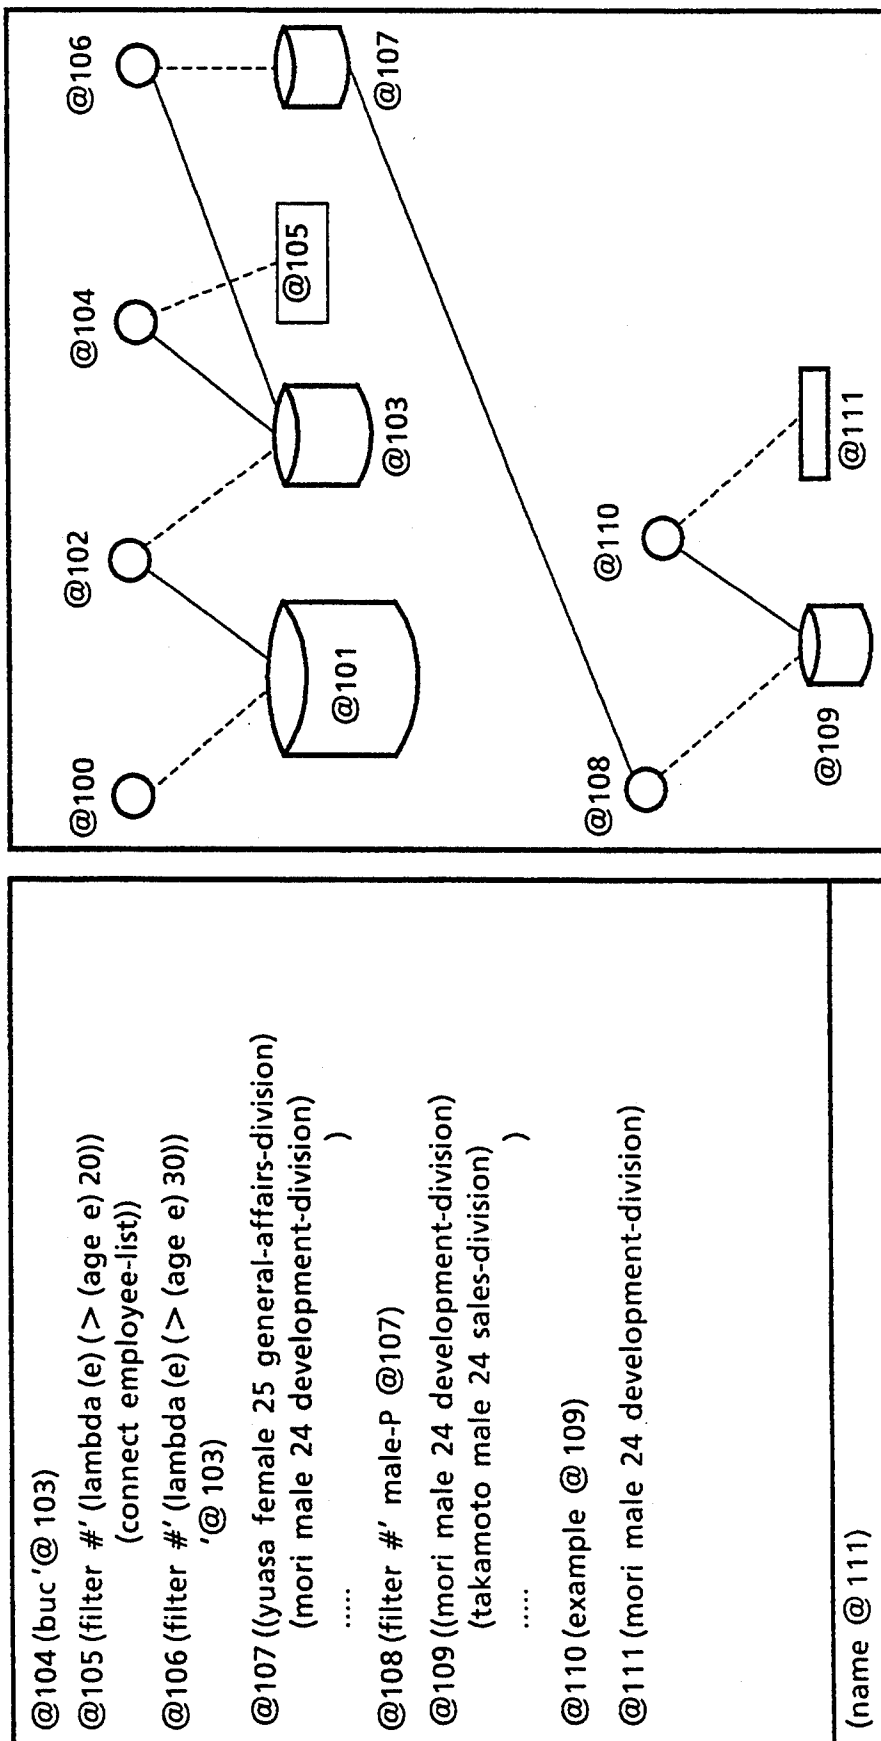 @104 (buc'@ 103)
@105 (filter #' (lambda (e) (> (age e) 20))
(connect employee-list))
@106 (filter #' (lambda (e) (> (age e) 30))
'@ 103)
@107 ((yuasa female 25 general-affairs-division)
(mori male 24 development-division)
..... )
@108 (filter #' male-P @107)
@109 ((mori male 24 development-division)
(takamoto male 24 sales-division)
..... )
@110 (example @109)
@111 (mori male 24 development-division)
(name @ 111)
@100
@102
@104
@106
@101
@103
@105
@107
@108
@110
@109
@111